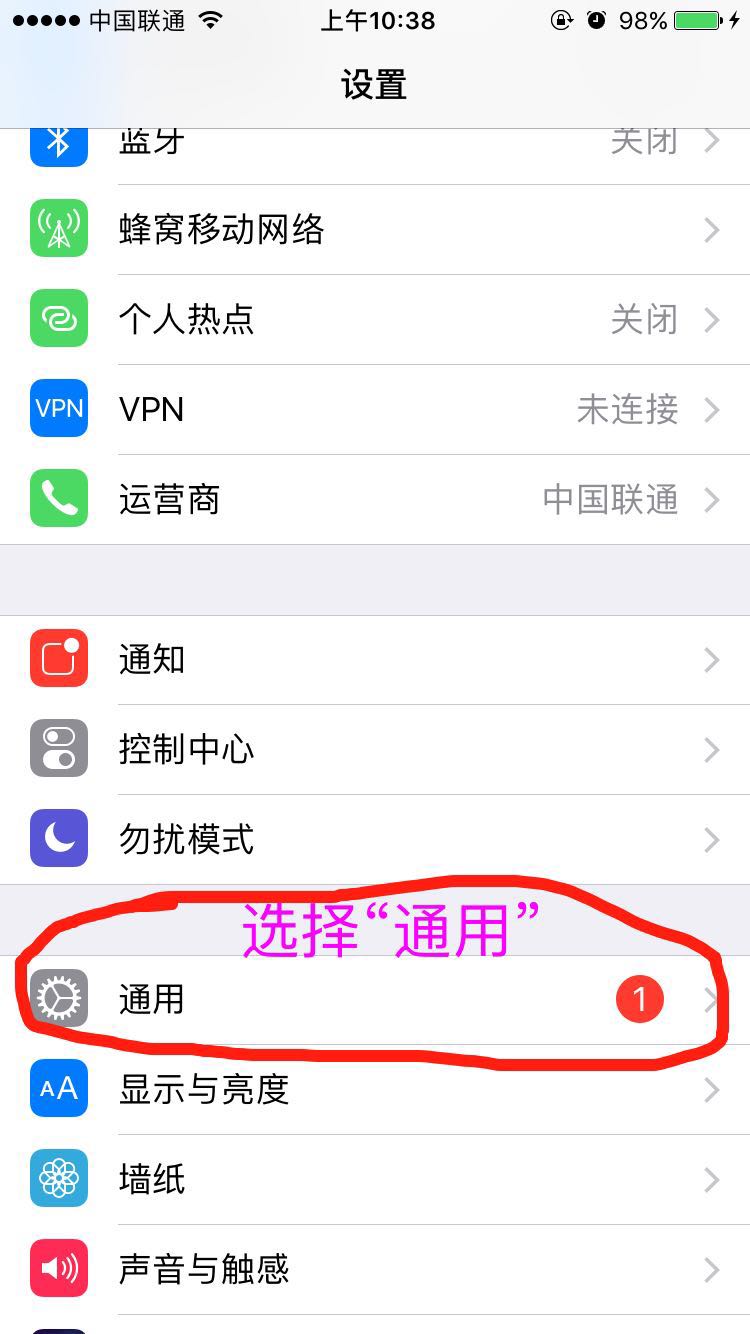 中国联通 上午10:38 98%
设置
蓝牙 关闭
蜂窝移动网络
个人热点 关闭
VPN VPN 未连接
运营商 中国联通
通知
控制中心
勿扰模式
选择“通用”
通用 1
AA 显示与亮度
墙纸
声音与触感